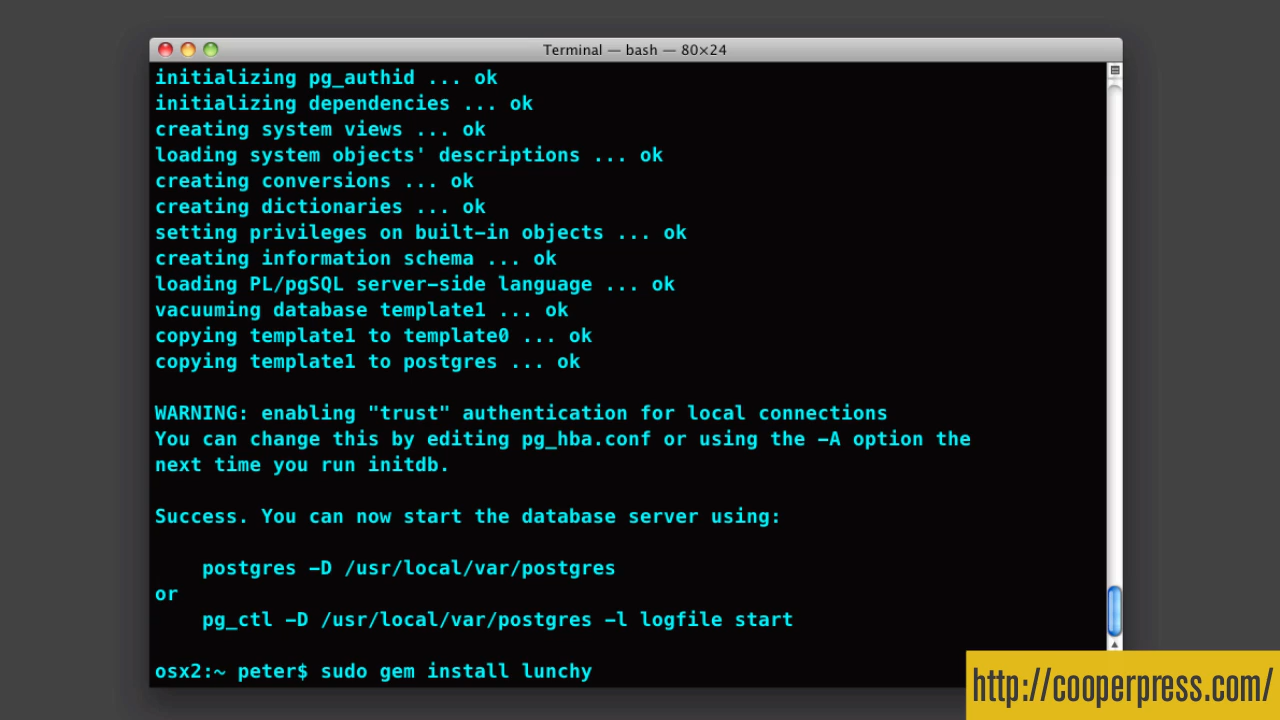 Terminal — bash — 80×24
initializing pg_authid ... ok
initializing dependencies ... ok
creating system views ... ok
loading system objects' descriptions ... ok
creating conversions ... ok
creating dictionaries ... ok
setting privileges on built-in objects ... ok
creating information schema ... ok
loading PL/pgSQL server-side language ... ok
vacuuming database template1 ... ok
copying template1 to template0 ... ok
copying template1 to postgres ... ok
WARNING: enabling "trust" authentication for local connections
You can change this by editing pg_hba.conf or using the -A option the
next time you run initdb.
Success. You can now start the database server using:
postgres -D /usr/local/var/postgres
or
pg_ctl -D /usr/local/var/postgres -l logfile start
osx2:~ peter$ sudo gem install lunchy
http://cooperpress.com/